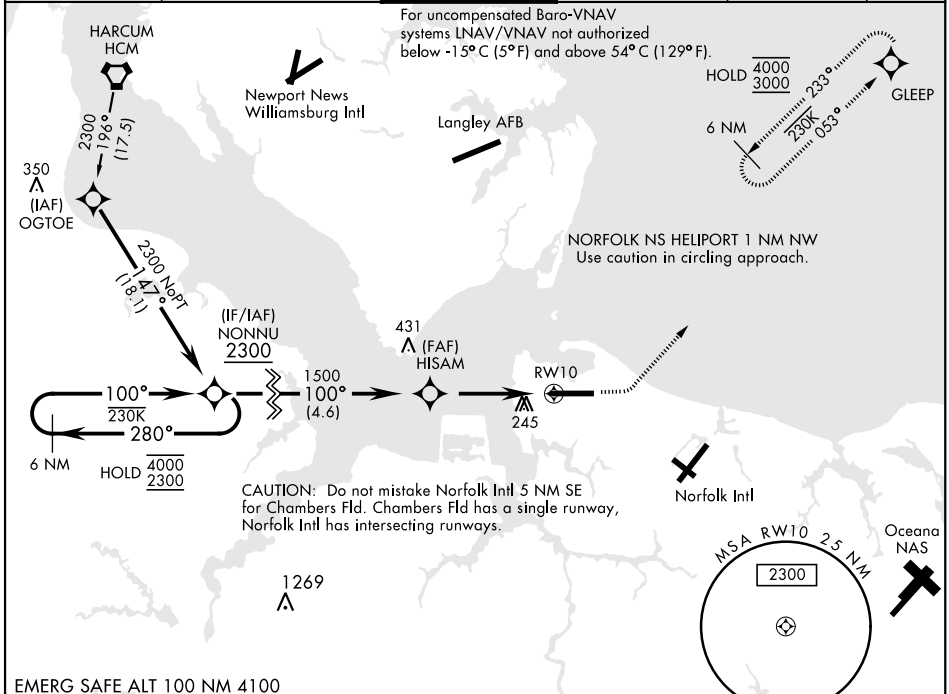 For uncompensated Baro-VNAV
systems LNAV/VNAV not authorized
below -15°C (5°F) and above 54°C (129°F).
HARCUM
HCM
2300
196°
(17.5)
Newport News
Williamsburg Intl
Langley AFB
HOLD 4000
3000
233°
230K
053°
6 NM
GLEEP
350
(IAF)
OGTOE
2300 NoPT
147°
(18.1)
NORFOLK NS HELIPORT 1 NM NW
Use caution in circling approach.
(IF/IAF)
NONNU
2300
431
(FAF)
HISAM
1500
100°
(4.6)
RW10
245
100°
230K
280°
6 NM
HOLD 4000
2300
CAUTION: Do not mistake Norfolk Intl 5 NM SE
for Chambers Fld. Chambers Fld has a single runway,
Norfolk Intl has intersecting runways.
Norfolk Intl
Oceana
NAS
MSA RW10 25 NM
2300
1269
EMERG SAFE ALT 100 NM 4100